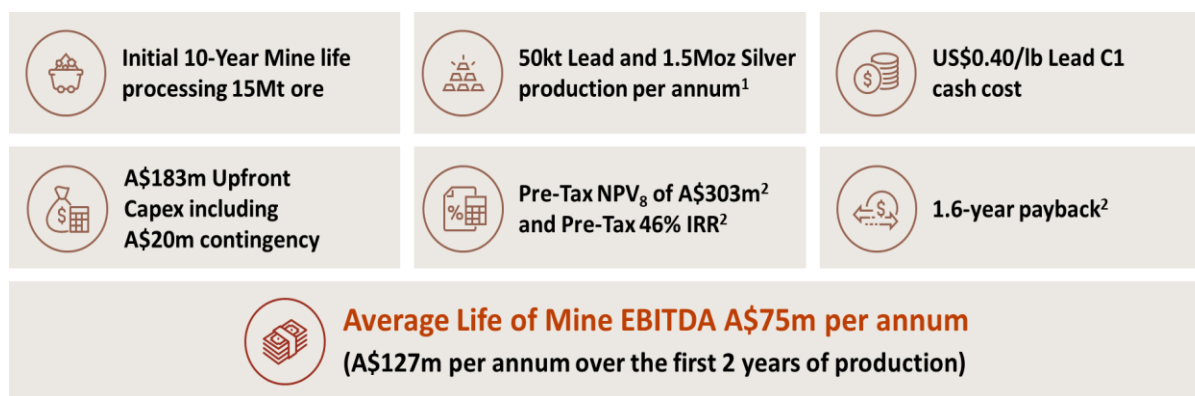 Initial 10-Year Mine life
processing 15Mt ore
50kt Lead and 1.5Moz Silver
production per annum¹
US$0.40/lb Lead C1
cash cost
A$183m Upfront
Capex including
A$20m contingency
Pre-Tax NPV₈ of A$303m²
and Pre-Tax 46% IRR²
1.6-year payback²
Average Life of Mine EBITDA A$75m per annum
(A$127m per annum over the first 2 years of production)